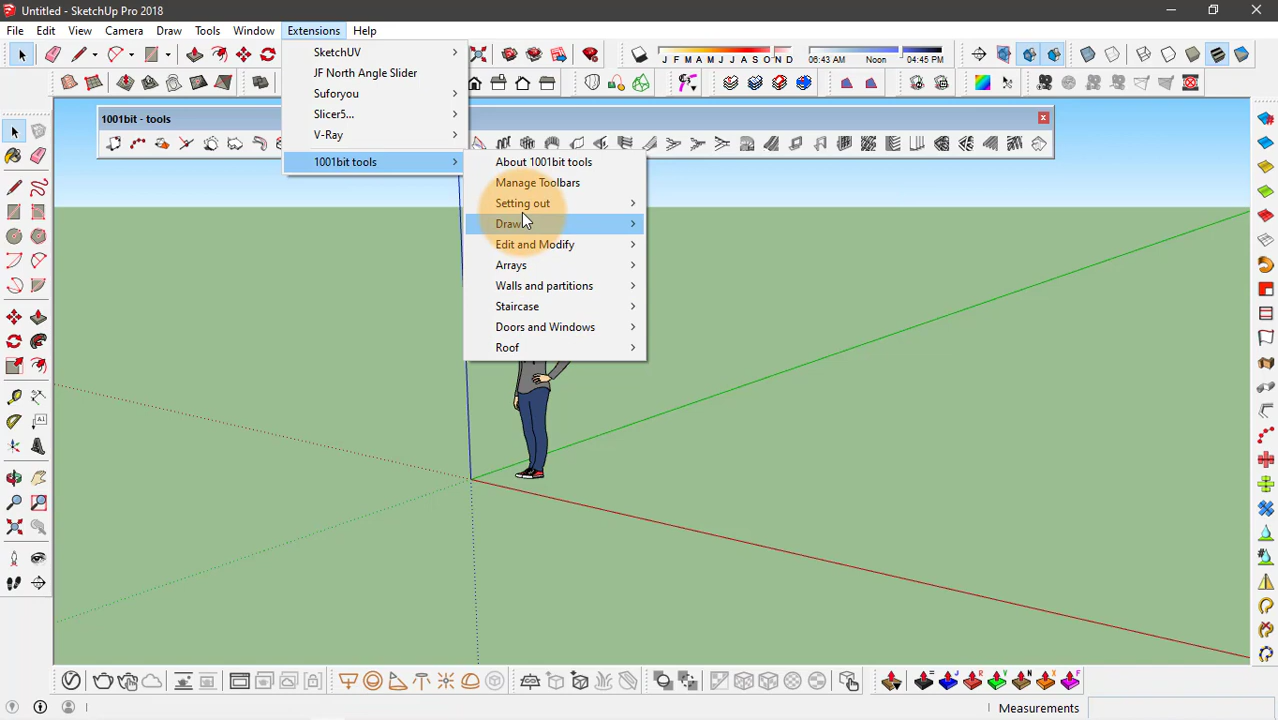 Untitled - SketchUp Pro 2018
File Edit View Camera Draw Tools Window Extensions Help
SketchUV
JF North Angle Slider
Suforyou
Slicer5...
V-Ray
1001bit tools
About 1001bit tools
Manage Toolbars
Setting out
Draw
Edit and Modify
Arrays
Walls and partitions
Staircase
Doors and Windows
Roof
J F M A M J J A S O N D
06:43 AM Noon 04:45 PM
1001bit - tools
A1
Measurements